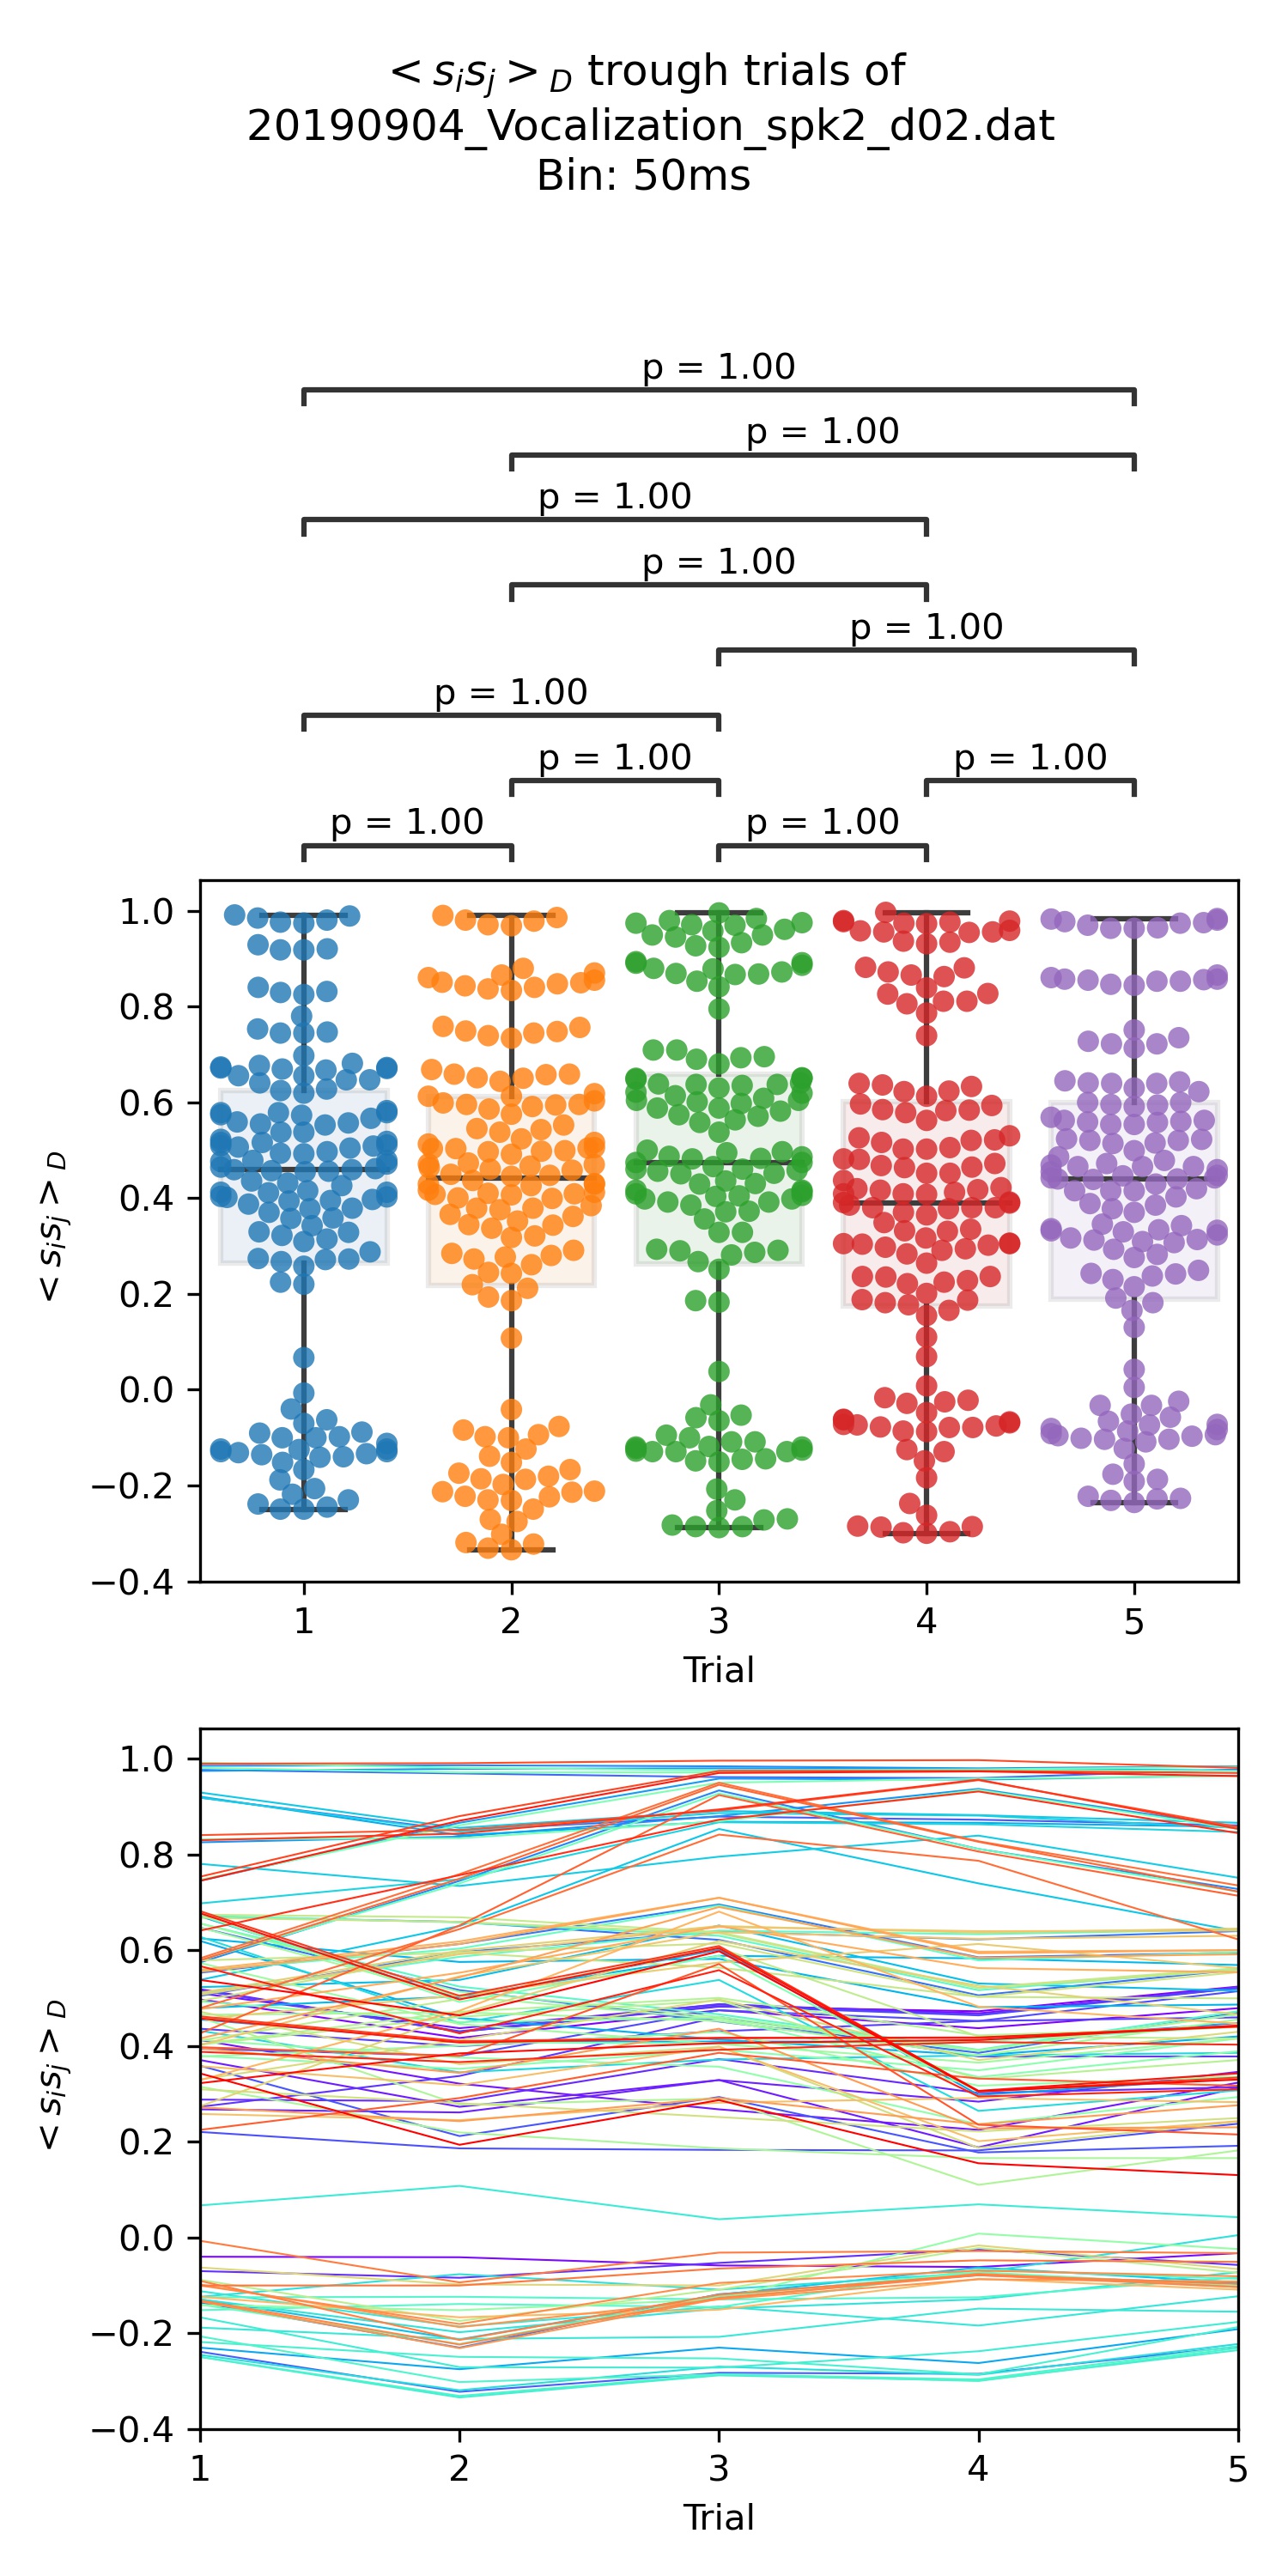 < s_i s_j >_D trough trials of
20190904_Vocalization_spk2_d02.dat
Bin: 50ms
p = 1.00
p = 1.00
p = 1.00
p = 1.00
p = 1.00
p = 1.00
p = 1.00 p = 1.00
p = 1.00 p = 1.00
< s_i s_j >_D
1.0
0.8
0.6
0.4
0.2
0.0
−0.2
−0.4
1 2 3 4 5
Trial
< s_i s_j >_D
1.0
0.8
0.6
0.4
0.2
0.0
−0.2
−0.4
1 2 3 4 5
Trial